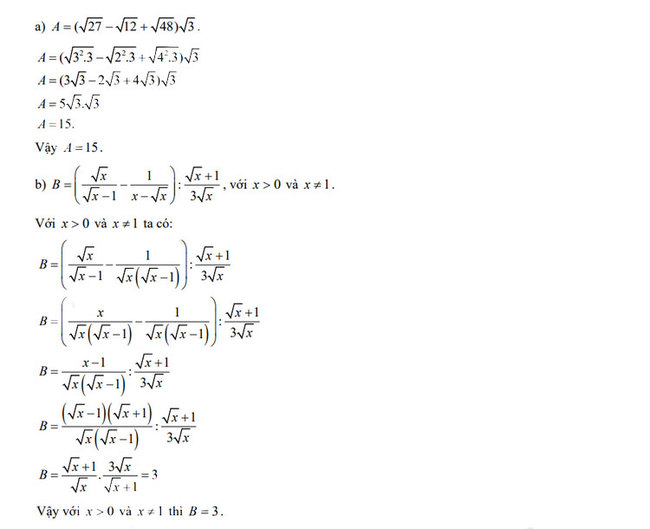 a) A = (√27 − √12 + √48)√3.
A = (√(3².3) − √(2².3) + √(4².3))√3
A = (3√3 − 2√3 + 4√3)√3
A = 5√3.√3
A = 15.
Vậy A = 15.
b) B = (√x/(√x − 1) − 1/(x − √x)) : (√x + 1)/(3√x), với x > 0 và x ≠ 1.
Với x > 0 và x ≠ 1 ta có:
B = (√x/(√x − 1) − 1/(√x(√x − 1))) : (√x + 1)/(3√x)
B = (x/(√x(√x − 1)) − 1/(√x(√x − 1))) : (√x + 1)/(3√x)
B = (x − 1)/(√x(√x − 1)) : (√x + 1)/(3√x)
B = ((√x − 1)(√x + 1))/(√x(√x − 1)) : (√x + 1)/(3√x)
B = (√x + 1)/√x . (3√x)/(√x + 1) = 3
Vậy với x > 0 và x ≠ 1 thì B = 3.